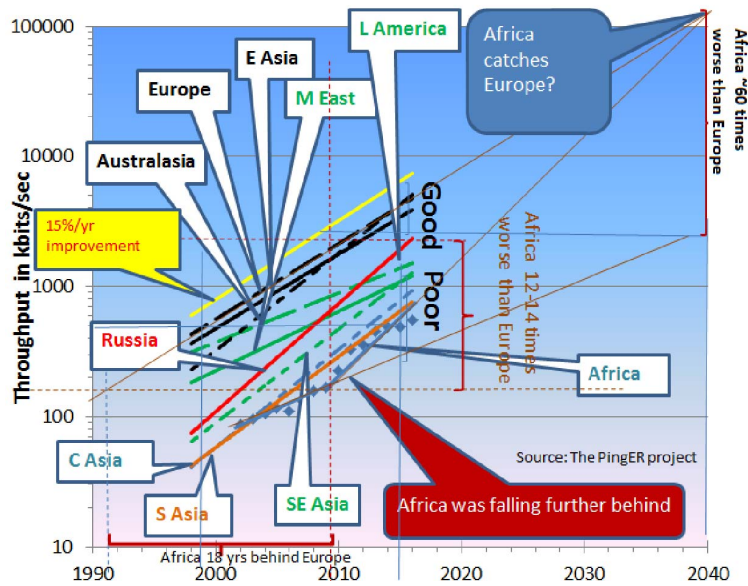 100000
10000
1000
100
10
1990
2000
2010
2020
2030
2040
Throughput in kbits/sec
L America
E Asia
M East
Europe
Australasia
15%/yr
improvement
Russia
C Asia
S Asia
SE Asia
Africa
Good
Poor
Africa 12-14 times
worse than Europe
Africa
catches
Europe?
Africa ~60 times
worse than Europe
Source: The PingER project
Africa was falling further behind
Africa 18 yrs behind Europe